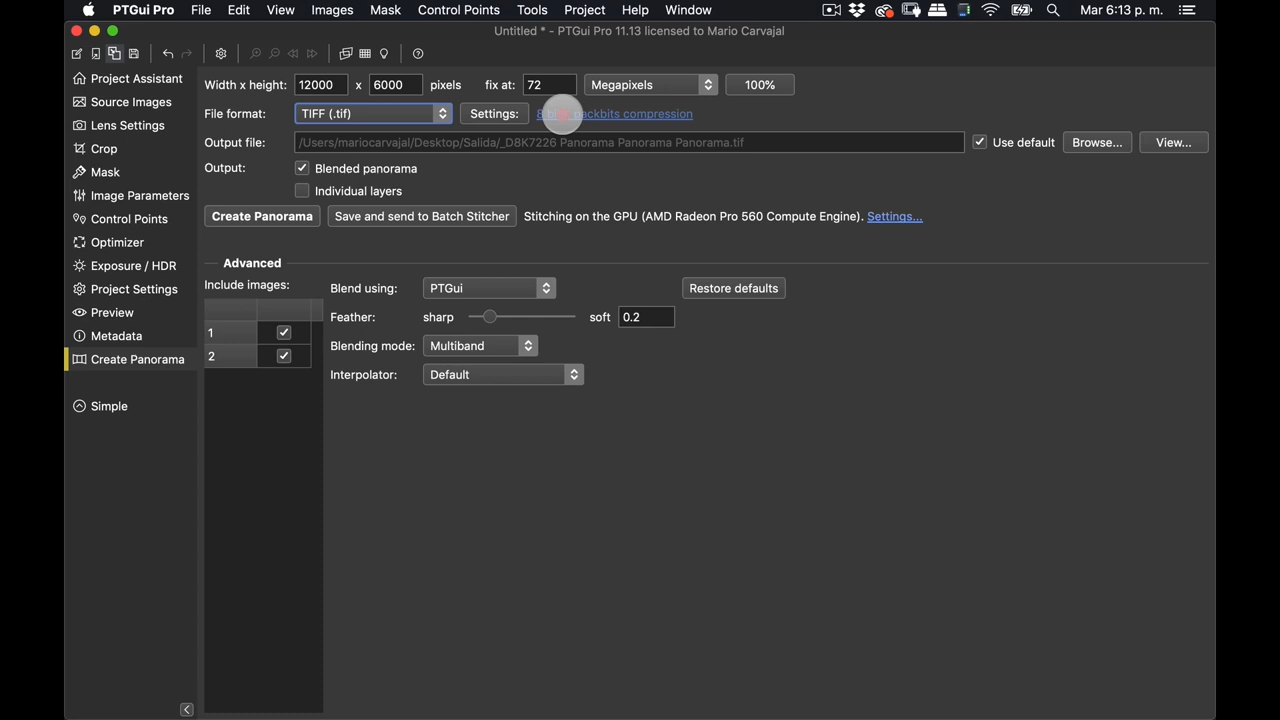 PTGui Pro File Edit View Images Mask Control Points Tools Project Help Window Mar 6:13 p. m.
Untitled * - PTGui Pro 11.13 licensed to Mario Carvajal
Project Assistant
Source Images
Lens Settings
Crop
Mask
Image Parameters
Control Points
Optimizer
Exposure / HDR
Project Settings
Preview
Metadata
Create Panorama
Simple
Width x height: 12000 x 6000 pixels fix at: 72 Megapixels 100%
File format: TIFF (.tif) Settings: 8 bit, packbits compression
Output file: /Users/mariocarvajal/Desktop/Salida/_D8K7226 Panorama Panorama Panorama.tif Use default Browse... View...
Output: Blended panorama
Individual layers
Create Panorama Save and send to Batch Stitcher Stitching on the GPU (AMD Radeon Pro 560 Compute Engine). Settings...
Advanced
Include images:
1
2
Blend using: PTGui Restore defaults
Feather: sharp soft 0.2
Blending mode: Multiband
Interpolator: Default